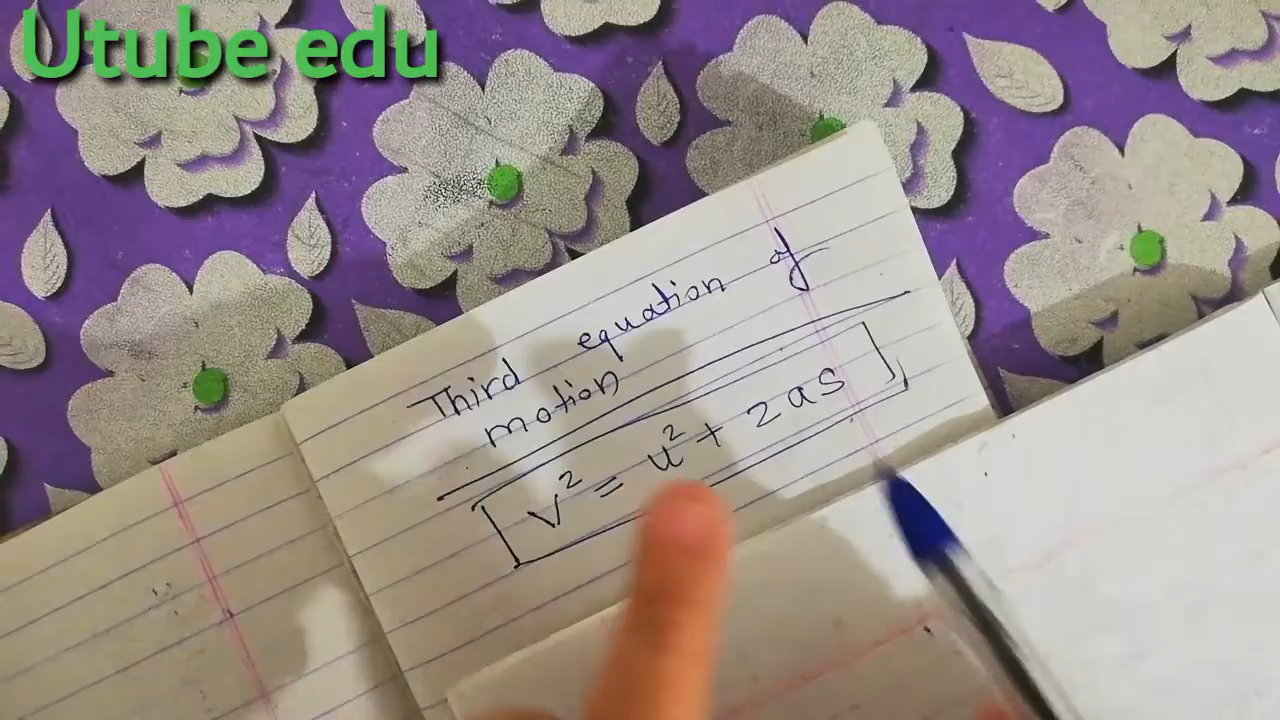 Utube edu
Third equation of
motion
v² = u² + 2as